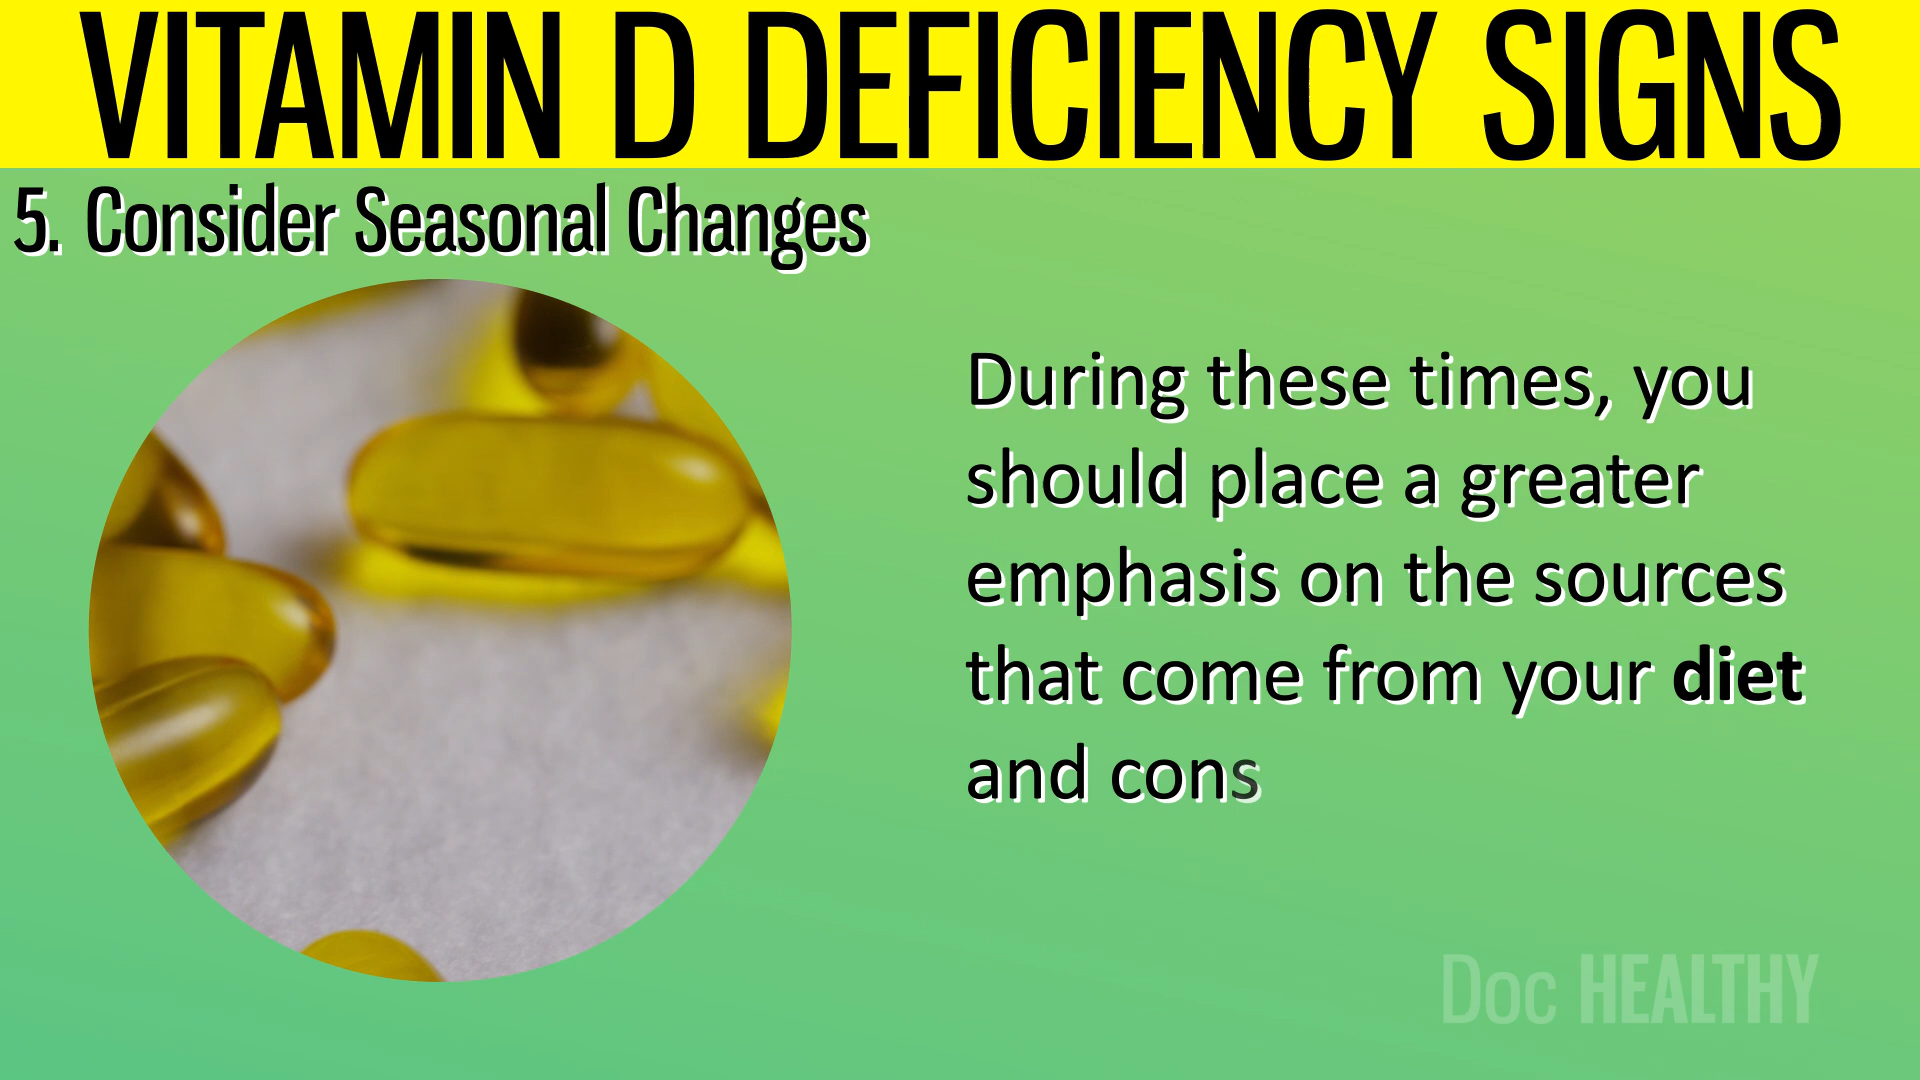 VITAMIN D DEFICIENCY SIGNS
5. Consider Seasonal Changes
During these times, you
should place a greater
emphasis on the sources
that come from your diet
and cons
Doc HEALTHY